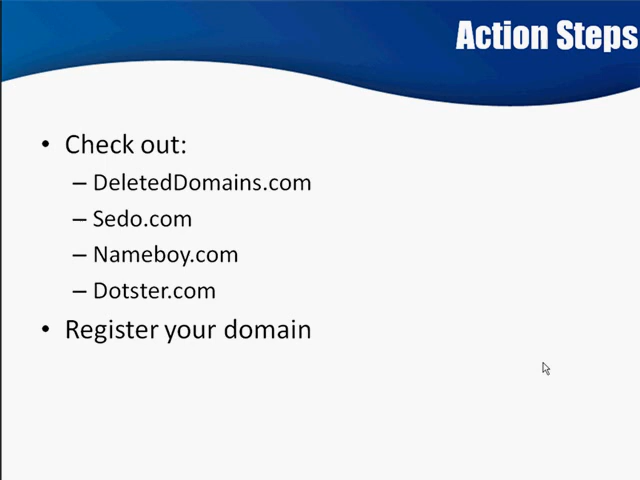 Action Steps
• Check out:
– DeletedDomains.com
– Sedo.com
– Nameboy.com
– Dotster.com
• Register your domain